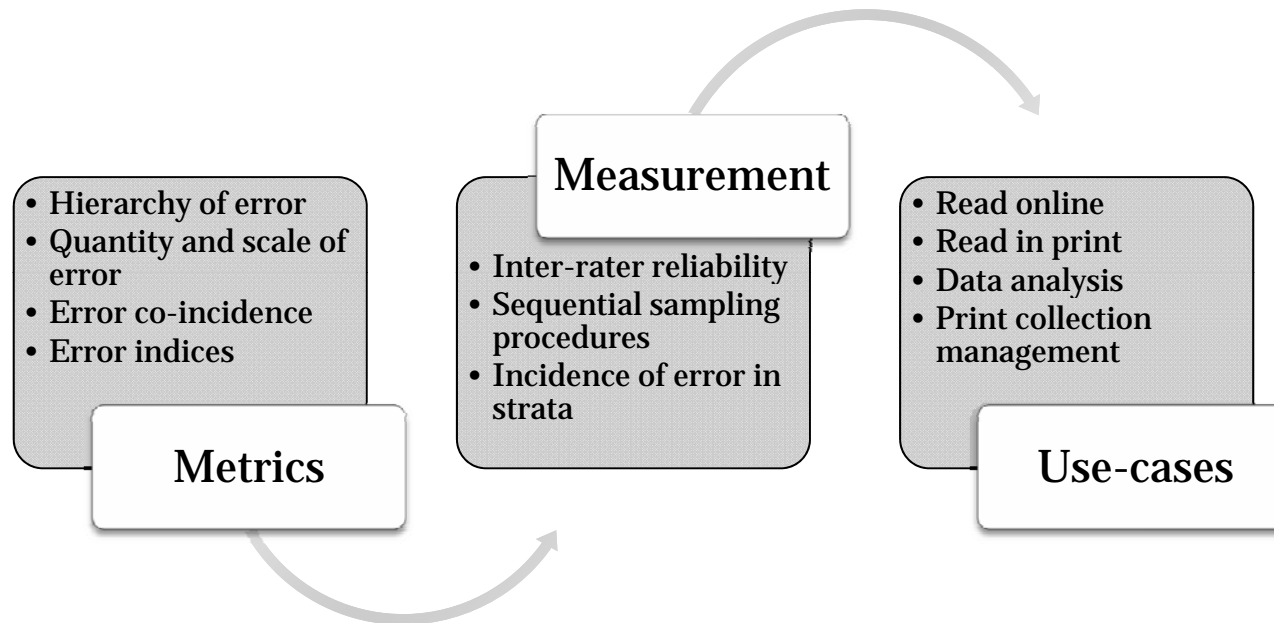 • Hierarchy of error
• Quantity and scale of
error
• Error co-incidence
• Error indices
Metrics
Measurement
• Inter-rater reliability
• Sequential sampling
procedures
• Incidence of error in
strata
• Read online
• Read in print
• Data analysis
• Print collection
management
Use-cases